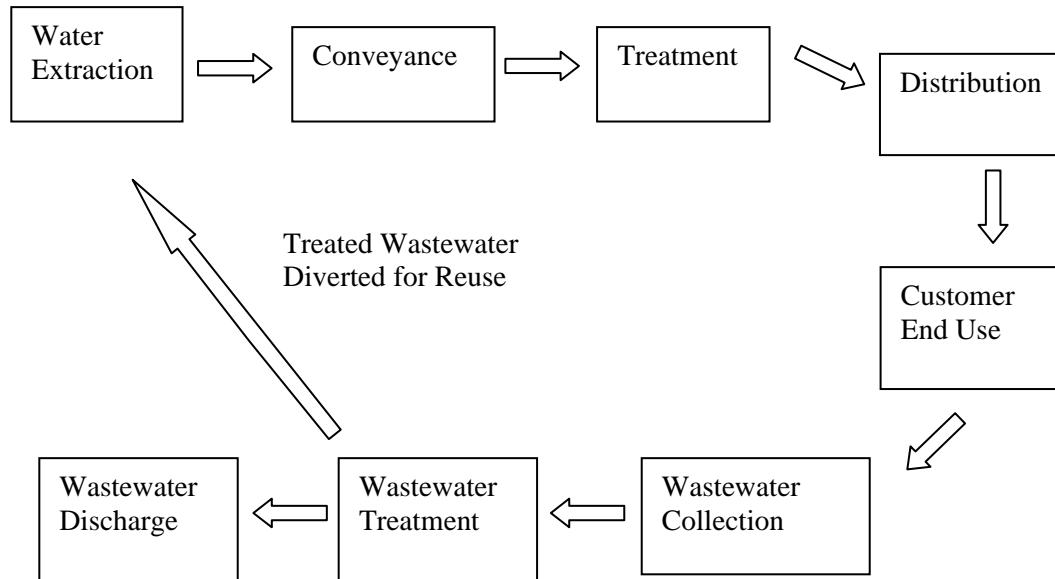 Water
Extraction
Conveyance
Treatment
Distribution
Treated Wastewater
Diverted for Reuse
Customer
End Use
Wastewater
Collection
Wastewater
Treatment
Wastewater
Discharge